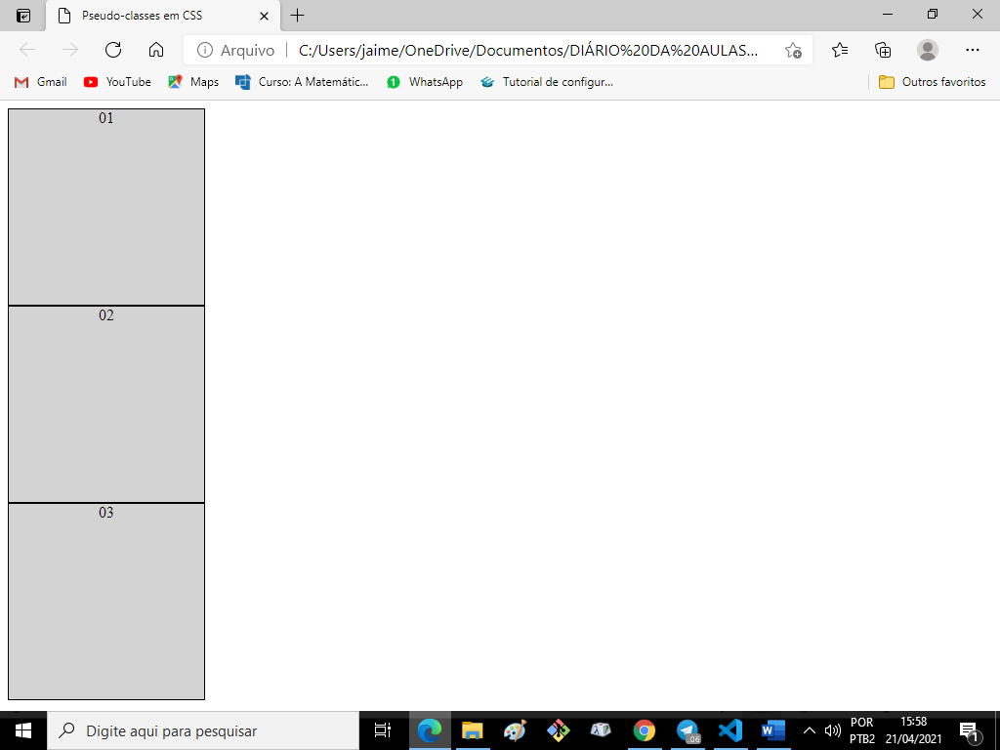 Pseudo-classes em CSS
Arquivo C:/Users/jaime/OneDrive/Documentos/DIÁRIO%20DA%20AULAS...
Gmail YouTube Maps Curso: A Matemátic... 1 WhatsApp Tutorial de configur... Outros favoritos
01
02
03
Digite aqui para pesquisar .06 POR PTB2 15:58 21/04/2021 1